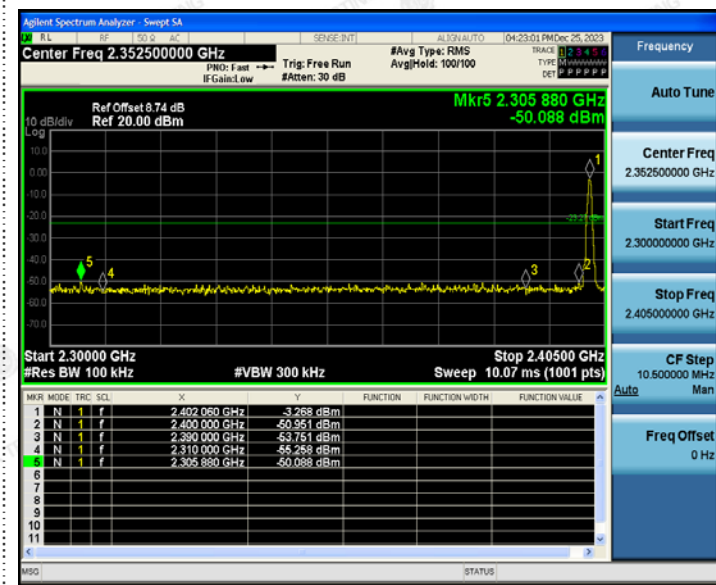 Agilent Spectrum Analyzer - Swept SA
RL RF 50 Ω AC SENSE:INT ALIGN AUTO 04:23:01 PM Dec 25, 2023
Center Freq 2.352500000 GHz
PNO: Fast
IFGain:Low
Trig: Free Run
#Atten: 30 dB
#Avg Type: RMS
Avg|Hold: 100/100
TRACE 1 2 3 4 5 6
TYPE M
DET P P P P P P
Frequency
Auto Tune
Center Freq
2.352500000 GHz
Start Freq
2.300000000 GHz
Stop Freq
2.405000000 GHz
CF Step
10.500000 MHz
Auto Man
Freq Offset
0 Hz
Mkr5 2.305 880 GHz
-50.088 dBm
Ref Offset 8.74 dB
10 dB/div Ref 20.00 dBm
Log
10.0
0.00
-10.0
-20.0
-30.0
-40.0
-50.0
-60.0
-70.0
1
2
3
4
5
Start 2.30000 GHz Stop 2.40500 GHz
#Res BW 100 kHz #VBW 300 kHz Sweep 10.07 ms (1001 pts)
MKR MODE TRC SCL X Y FUNCTION FUNCTION WIDTH FUNCTION VALUE
1 N 1 f 2.402 060 GHz -3.268 dBm
2 N 1 f 2.400 000 GHz -50.951 dBm
3 N 1 f 2.390 000 GHz -53.751 dBm
4 N 1 f 2.310 000 GHz -55.258 dBm
5 N 1 f 2.305 880 GHz -50.088 dBm
6
7
8
9
10
11
MSG STATUS